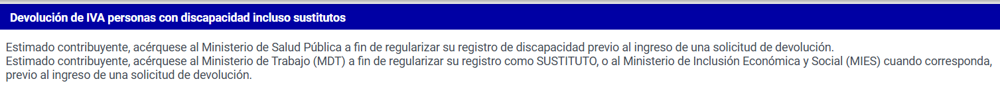 Devolución de IVA personas con discapacidad incluso sustitutos
Estimado contribuyente, acérquese al Ministerio de Salud Pública a fin de regularizar su registro de discapacidad previo al ingreso de una solicitud de devolución.
Estimado contribuyente, acérquese al Ministerio de Trabajo (MDT) a fin de regularizar su registro como SUSTITUTO, o al Ministerio de Inclusión Económica y Social (MIES) cuando corresponda,
previo al ingreso de una solicitud de devolución.